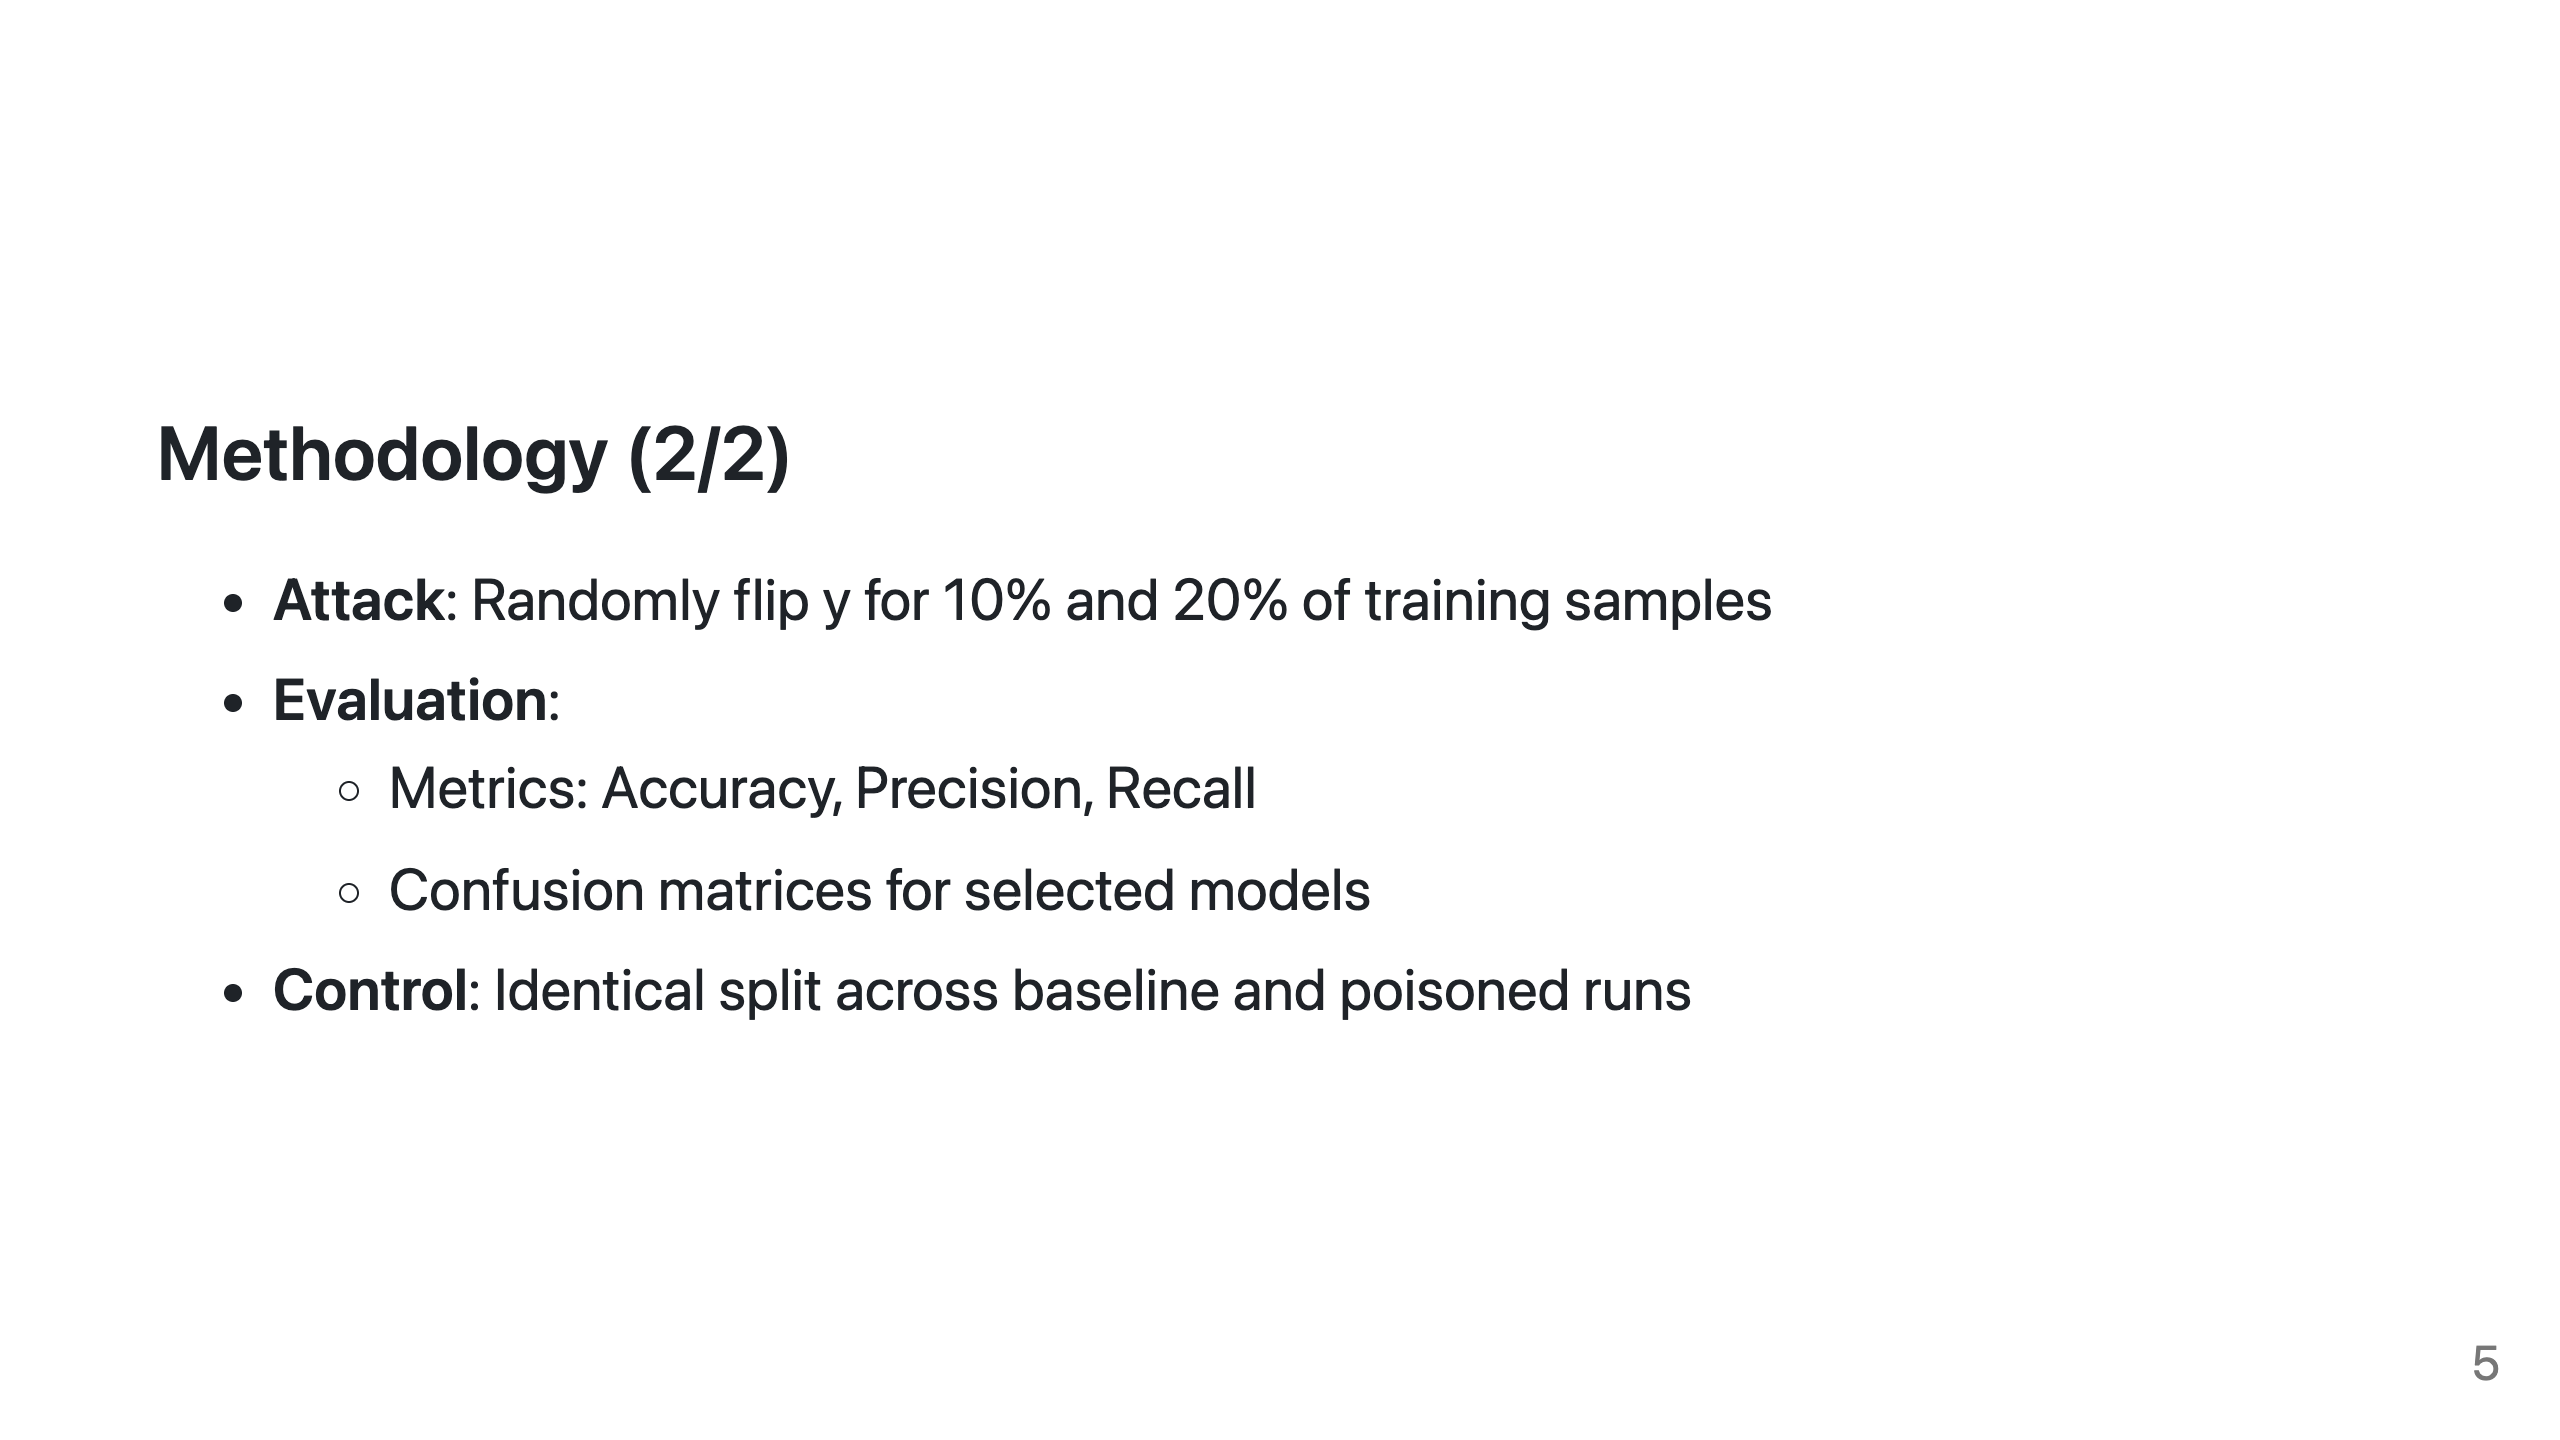 Methodology (2/2)
• Attack: Randomly flip y for 10% and 20% of training samples
• Evaluation:
◦ Metrics: Accuracy, Precision, Recall
◦ Confusion matrices for selected models
• Control: Identical split across baseline and poisoned runs
5